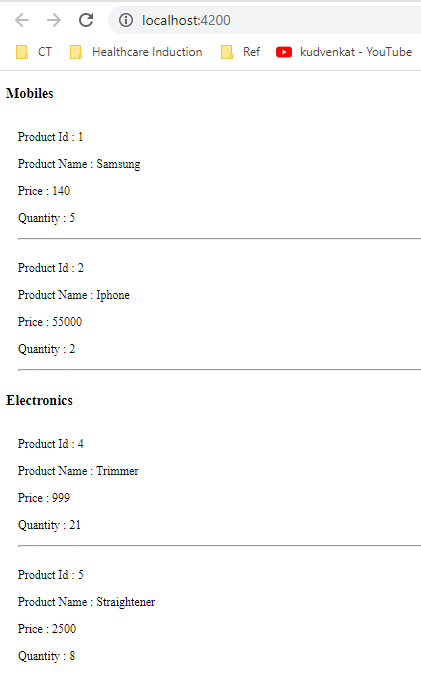 localhost:4200
CT Healthcare Induction Ref kudvenkat - YouTube
Mobiles
Product Id : 1
Product Name : Samsung
Price : 140
Quantity : 5
Product Id : 2
Product Name : Iphone
Price : 55000
Quantity : 2
Electronics
Product Id : 4
Product Name : Trimmer
Price : 999
Quantity : 21
Product Id : 5
Product Name : Straightener
Price : 2500
Quantity : 8